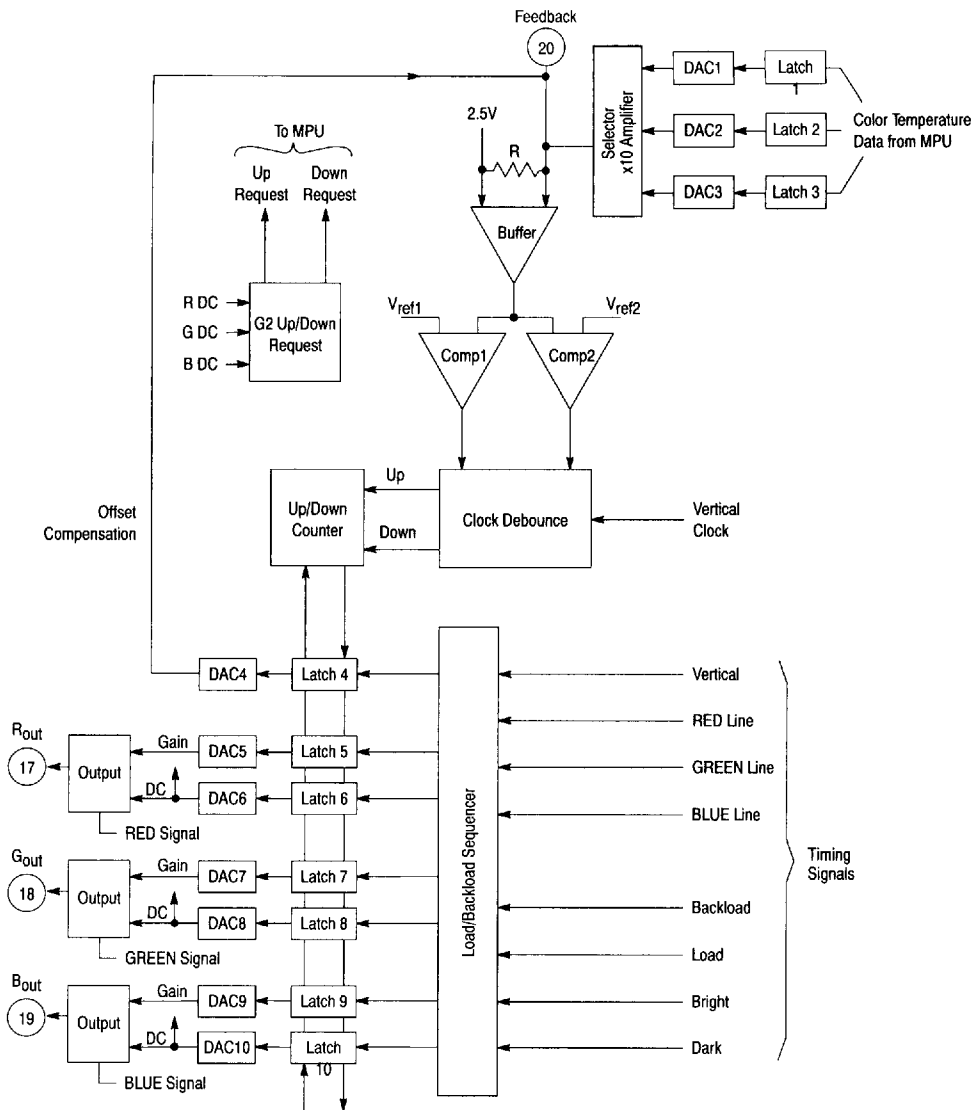 Feedback
20
2.5V
R
Selector
x10 Amplifier
DAC1
Latch
1
DAC2
Latch 2
DAC3
Latch 3
Color Temperature
Data from MPU
To MPU
Up
Request
Down
Request
Buffer
R DC
G DC
B DC
G2 Up/Down
Request
Vref1
Vref2
Comp1
Comp2
Offset
Compensation
Up/Down
Counter
Up
Down
Clock Debounce
Vertical
Clock
DAC4
Latch 4
Load/Backload Sequencer
Vertical
RED Line
GREEN Line
BLUE Line
Backload
Load
Bright
Dark
Timing
Signals
Rout
17
Output
Gain
DC
DAC5
Latch 5
DAC6
Latch 6
RED Signal
Gout
18
Output
Gain
DC
DAC7
Latch 7
DAC8
Latch 8
GREEN Signal
Bout
19
Output
Gain
DC
DAC9
Latch 9
DAC10
Latch
10
BLUE Signal